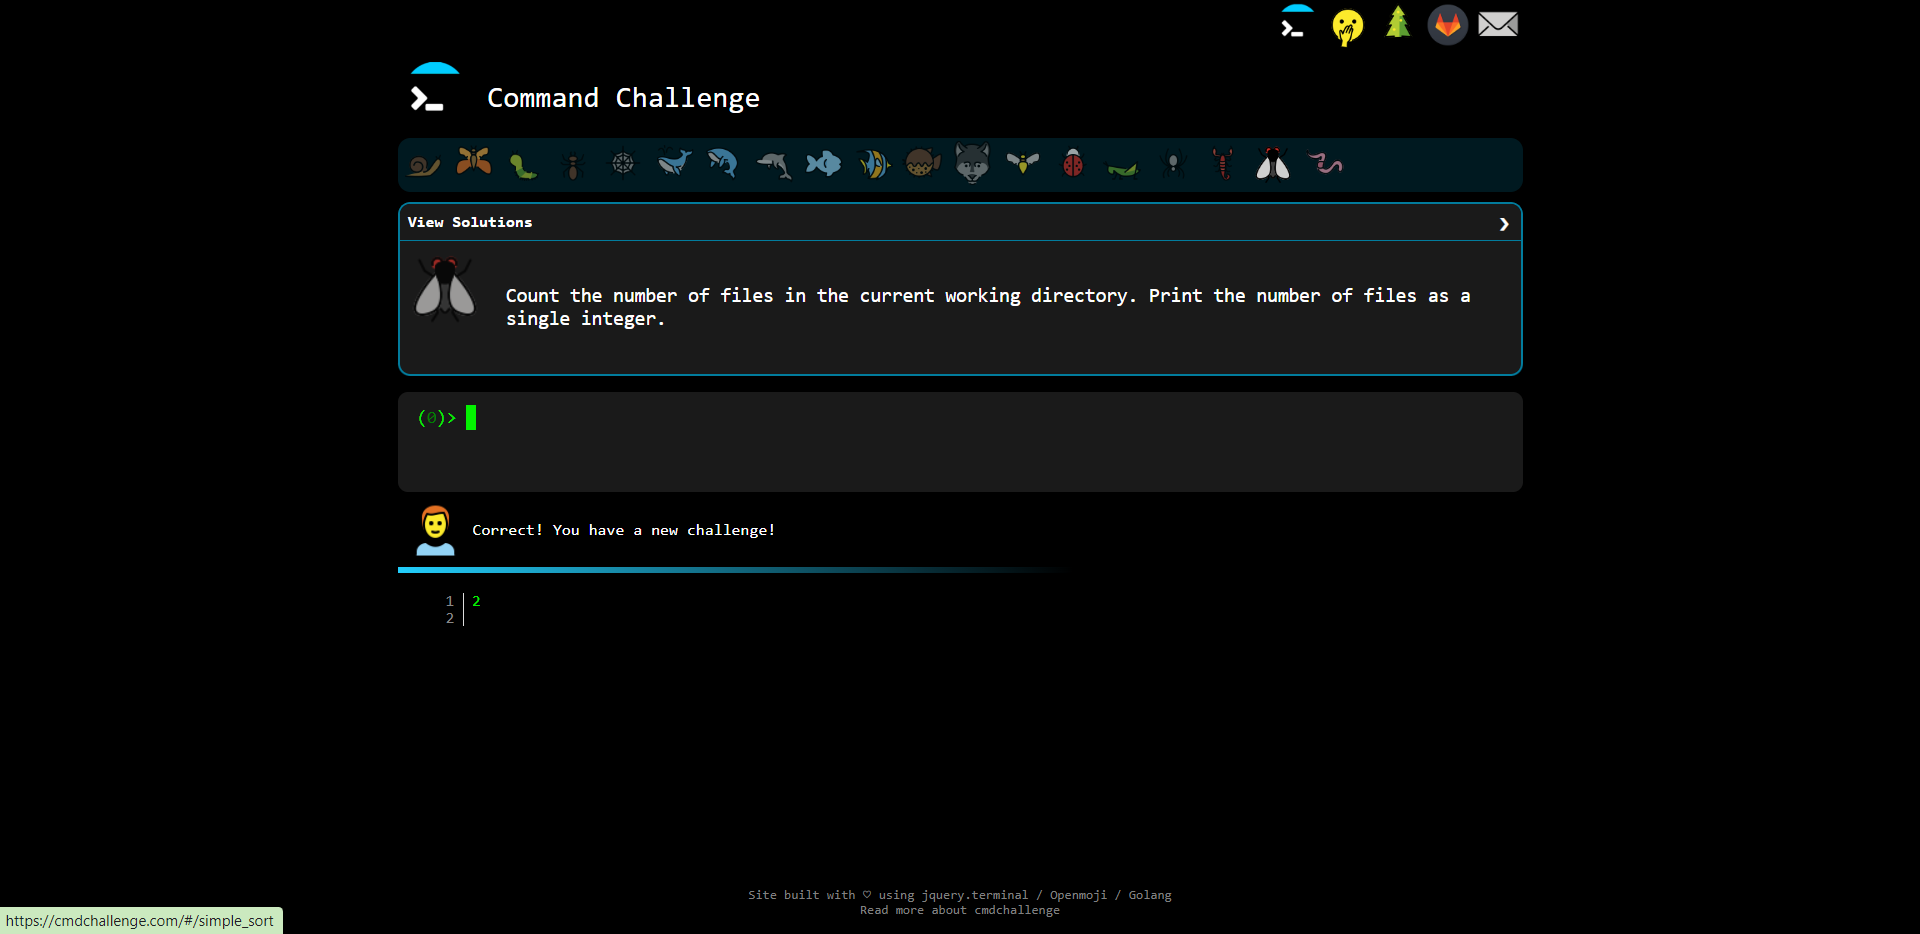 Command Challenge
View Solutions ❯
Count the number of files in the current working directory. Print the number of files as a
single integer.
(0)>
Correct! You have a new challenge!
1 2
2
Site built with ♡ using jquery.terminal / Openmoji / Golang
Read more about cmdchallenge
https://cmdchallenge.com/#/simple_sort